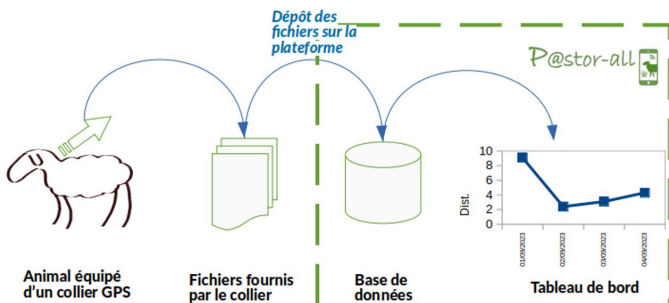 Dépôt des
fichiers sur la
plateforme
P@stor-all
10
8
6
4
2
0
Dist.
01/09/2023
02/09/2023
03/09/2023
04/09/2023
Animal équipé
d'un collier GPS
Fichiers fournis
par le collier
Base de
données
Tableau de bord